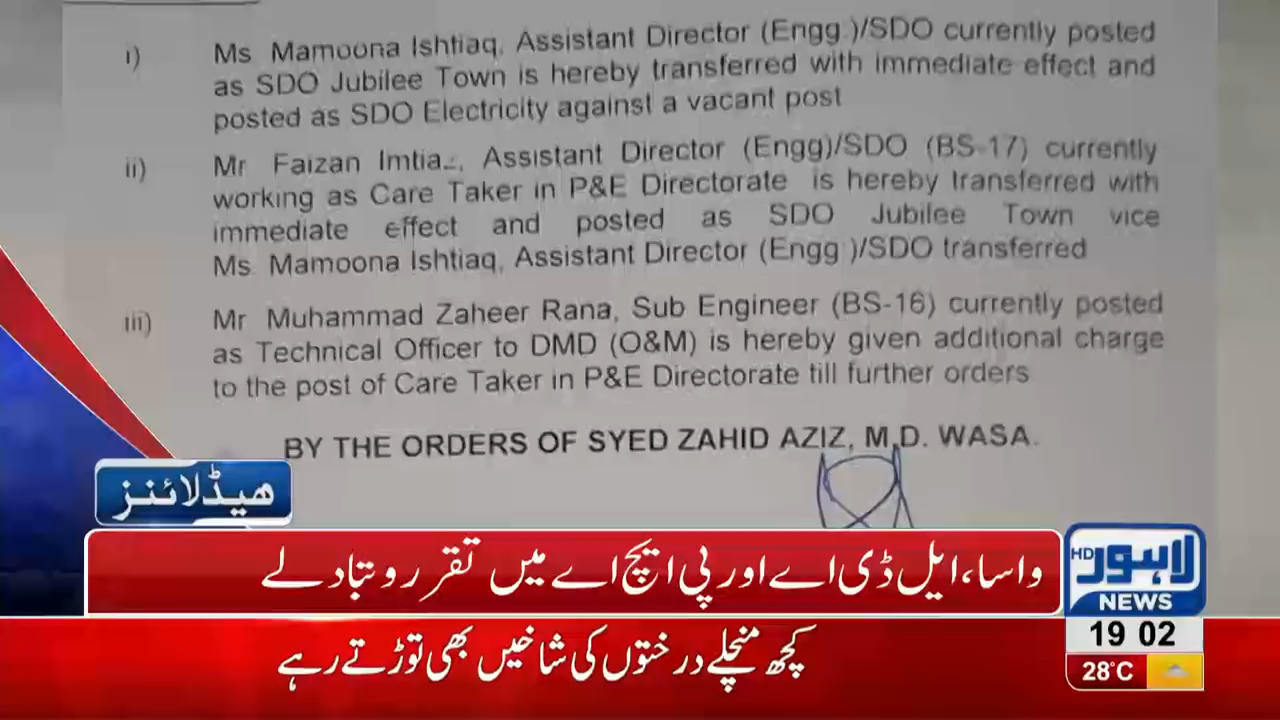 i) Ms Mamoona Ishtiaq, Assistant Director (Engg.)/SDO currently posted
as SDO Jubilee Town is hereby transferred with immediate effect and
posted as SDO Electricity against a vacant post
ii) Mr Faizan Assistant Director (Engg)/SDO (BS-17) currently
working as Care Taker in P&E Directorate is hereby transferred with
immediate effect and posted as SDO Jubilee Town vice
Ms Mamoona Ishtiaq, Assistant Director (Engg.)/SDO transferred
iii) Mr Muhammad Zaheer Rana, Sub Engineer (BS-16) currently posted
as Technical Officer to DMD (O&M) is hereby given additional charge
to the post of Care Taker in P&E Directorate till further orders
BY THE ORDERS OF SYED ZAHID AZIZ, M.D. WASA.
ھیڈلائنز
واسا، ایل ڈی اے اور پی ایچ اے میں تقرر و تبادلے
کچھ منچلے درختوں کی شاخیں بھی توڑتے رہے
HD لاہور
NEWS
19 02
28°C